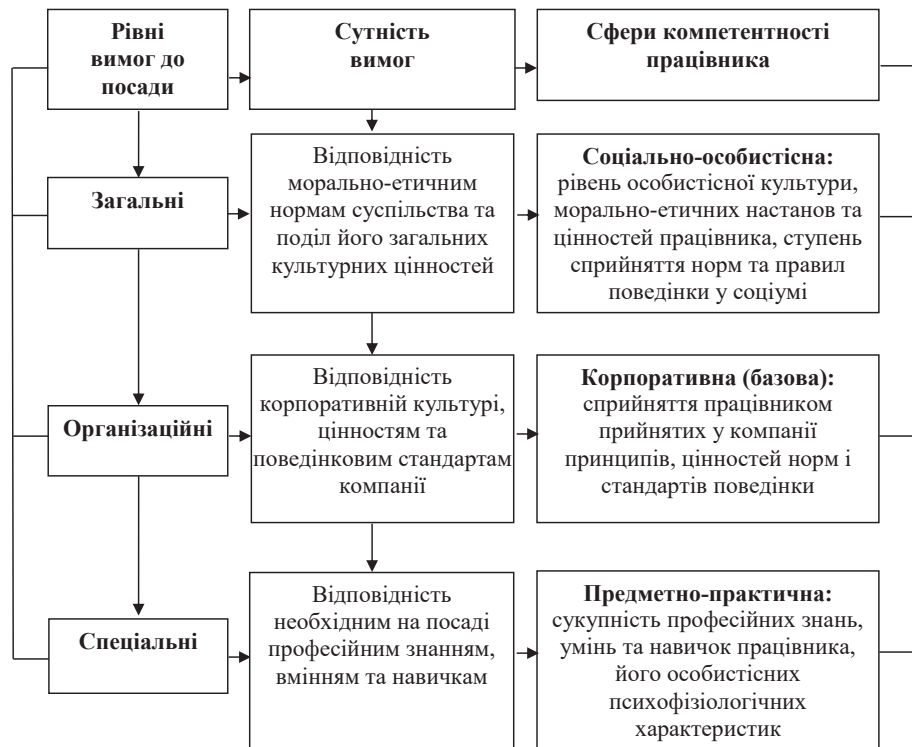 Рівні
вимог до
посади
Сутність
вимог
Сфери компетентності
працівника
Загальні
Відповідність
морально-етичним
нормам суспільства та
поділ його загальних
культурних цінностей
Соціально-особистісна:
рівень особистісної культури,
морально-етичних настанов та
цінностей працівника, ступень
сприйняття норм та правил
поведінки у соціумі
Організаційні
Відповідність
корпоративній культурі,
цінностям та
поведінковим стандартам
компанії
Корпоративна (базова):
сприйняття працівником
прийнятих у компанії
принципів, цінностей норм і
стандартів поведінки
Спеціальні
Відповідність
необхідним на посаді
професійним знанням,
вмінням та навичкам
Предметно-практична:
сукупність професійних знань,
умінь та навичок працівника,
його особистісних
психофізіологічних
характеристик